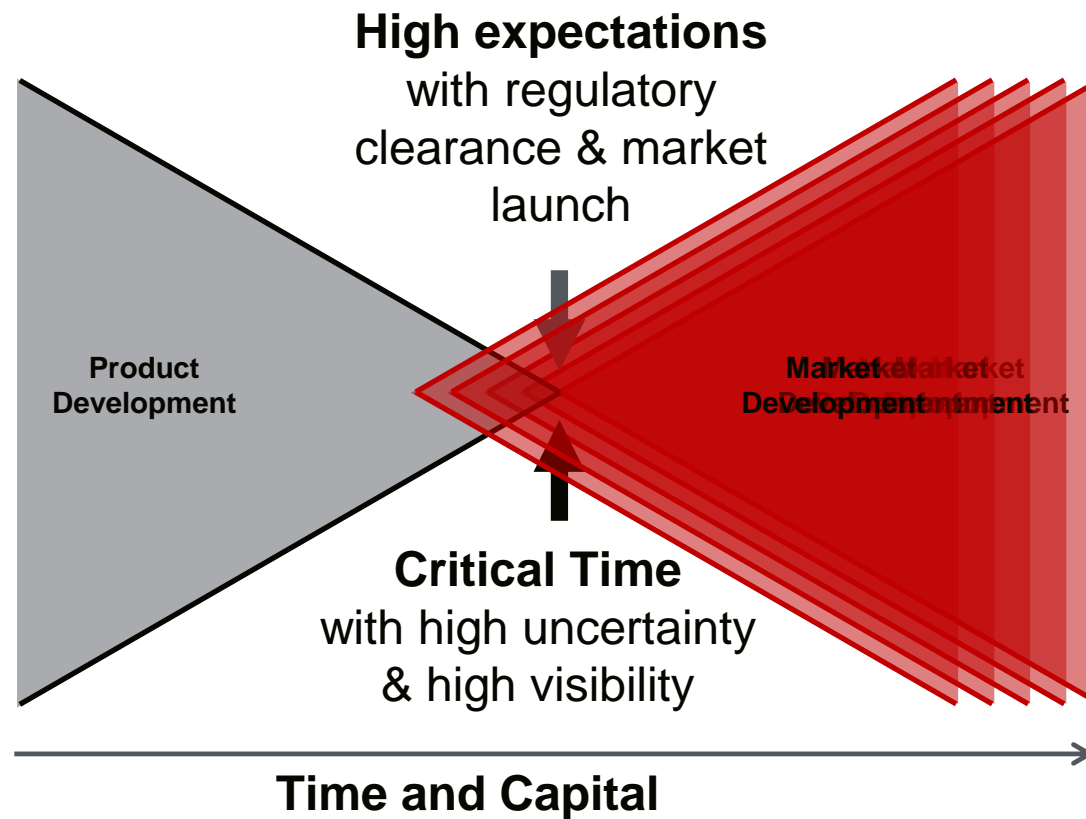 High expectations
with regulatory
clearance & market
launch
Product
Development
Market
Development
Critical Time
with high uncertainty
& high visibility
Time and Capital